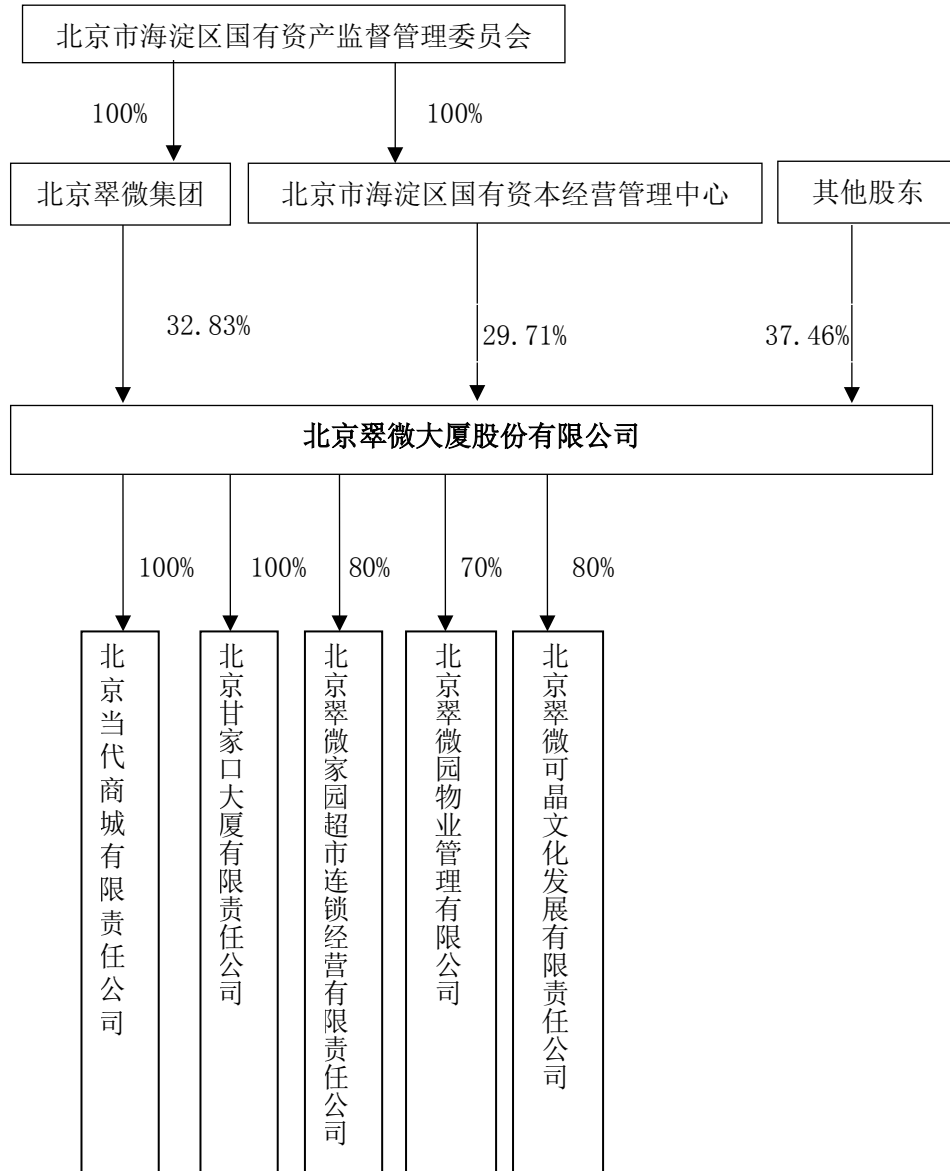 北京市海淀区国有资产监督管理委员会
100%
100%
北京翠微集团
北京市海淀区国有资本经营管理中心
其他股东
32.83%
29.71%
37.46%
北京翠微大厦股份有限公司
100%
100%
80%
70%
80%
北京当代商城有限责任公司
北京甘家口大厦有限责任公司
北京翠微家园超市连锁经营有限责任公司
北京翠微园物业管理有限公司
北京翠微可晶文化发展有限责任公司